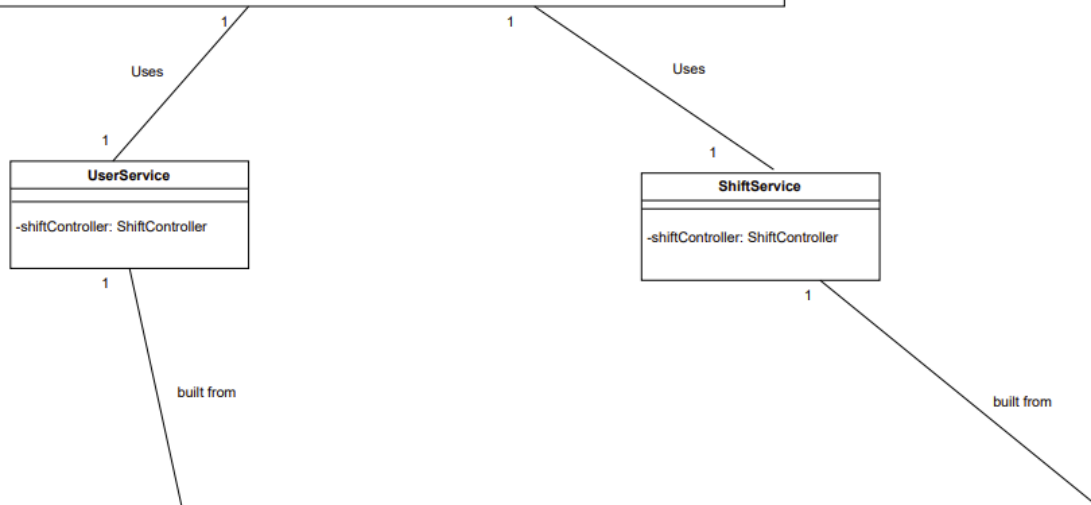 1
1
Uses
Uses
1
1
UserService
ShiftService
-shiftController: ShiftController
-shiftController: ShiftController
1
1
built from
built from